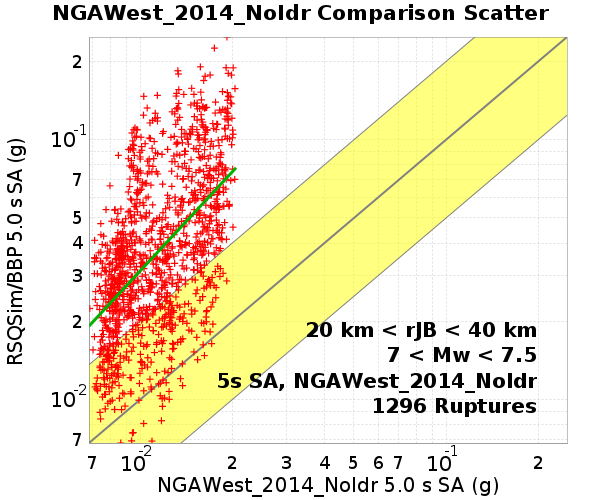 NGAWest_2014_NoIdr Comparison Scatter
RSQSim/BBP 5.0 s SA (g)
2
10⁻¹
7
5
4
3
2
10⁻²
7
20 km < rJB < 40 km
7 < Mw < 7.5
5s SA, NGAWest_2014_NoIdr
1296 Ruptures
7 10⁻² 2 3 4 5 6 7 10⁻¹ 2
NGAWest_2014_NoIdr 5.0 s SA (g)